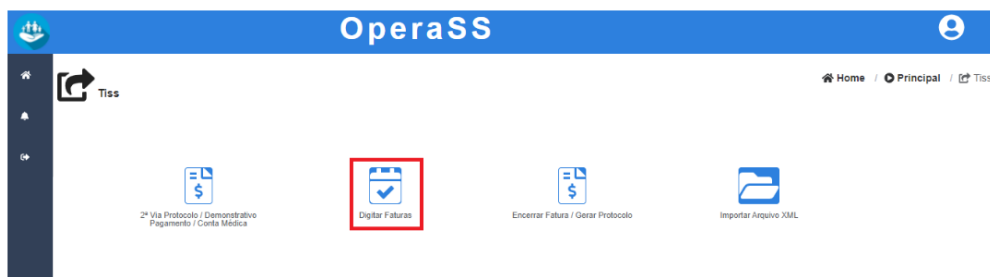 OperaSS
Tiss
Home / Principal / Tiss
2ª Via Protocolo / Demonstrativo
Pagamento / Conta Médica
Digitar Faturas
Encerrar Fatura / Gerar Protocolo
Importar Arquivo XML